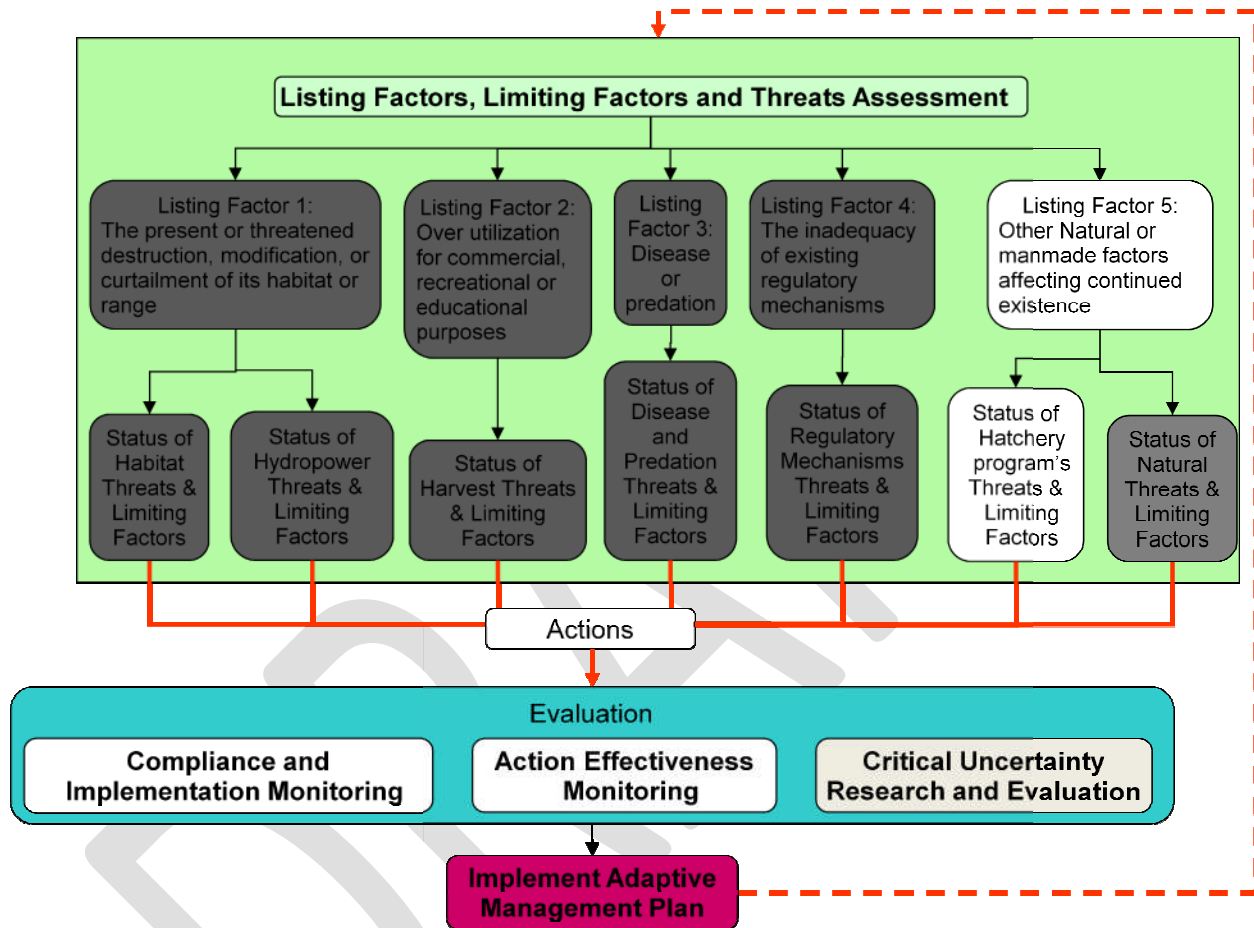 Listing Factors, Limiting Factors and Threats Assessment
Listing Factor 1:
The present or threatened
destruction, modification, or
curtailment of its habitat or
range
Listing Factor 2:
Over utilization
for commercial,
recreational or
educational
purposes
Listing
Factor 3:
Disease
or
predation
Listing Factor 4:
The inadequacy
of existing
regulatory
mechanisms
Listing Factor 5:
Other Natural or
manmade factors
affecting continued
existence
Status of
Habitat
Threats &
Limiting
Factors
Status of
Hydropower
Threats &
Limiting
Factors
Status of
Harvest Threats
& Limiting
Factors
Status of
Disease
and
Predation
Threats &
Limiting
Factors
Status of
Regulatory
Mechanisms
Threats &
Limiting
Factors
Status of
Hatchery
program's
Threats &
Limiting
Factors
Status of
Natural
Threats &
Limiting
Factors
Actions
Evaluation
Compliance and
Implementation Monitoring
Action Effectiveness
Monitoring
Critical Uncertainty
Research and Evaluation
Implement Adaptive
Management Plan